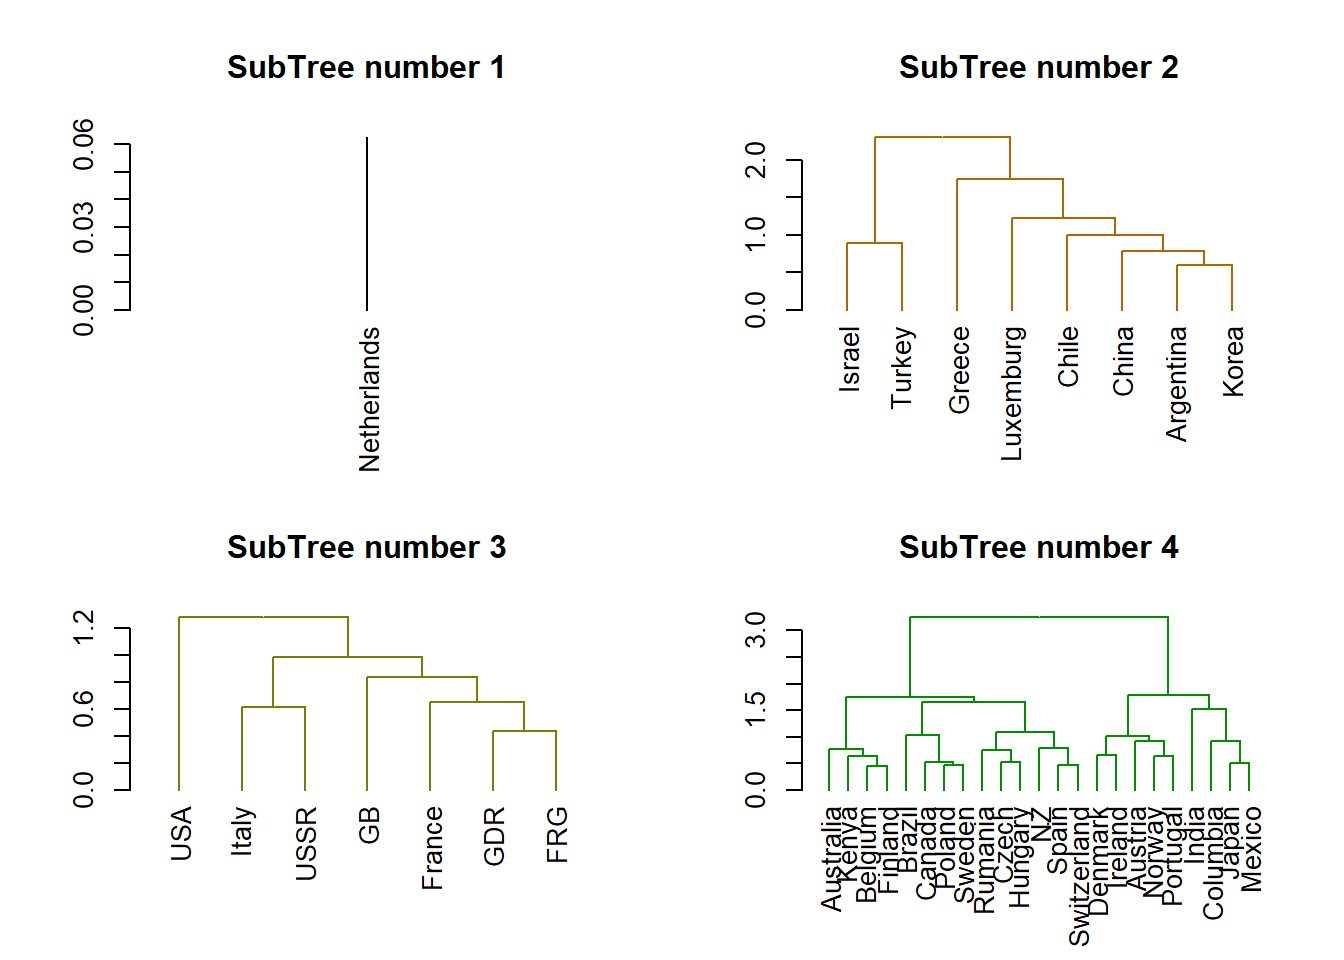 SubTree number 1
0.00 0.03 0.06
Netherlands
SubTree number 2
0.0 1.0 2.0
Israel Turkey Greece Luxemburg Chile China Argentina Korea
SubTree number 3
0.0 0.6 1.2
USA Italy USSR GB France GDR FRG
SubTree number 4
0.0 1.5 3.0
Australia Kenya Belgium Finland Brazil Canada Poland Sweden Rumania Czech Hungary NZ Spain Switzerland Denmark Ireland Austria Norway Portugal India Columbia Japan Mexico